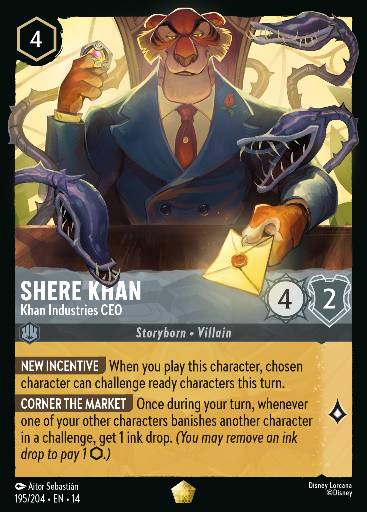 4
SHERE KHAN
Khan Industries CEO
4
2
Storyborn • Villain
NEW INCENTIVE When you play this character, chosen
character can challenge ready characters this turn.
CORNER THE MARKET Once during your turn, whenever
one of your other characters banishes another character
in a challenge, get 1 ink drop. (You may remove an ink
drop to pay 1 ⬡.)
Aitor Sebastián
195/204 • EN • 14
Disney Lorcana
©Disney